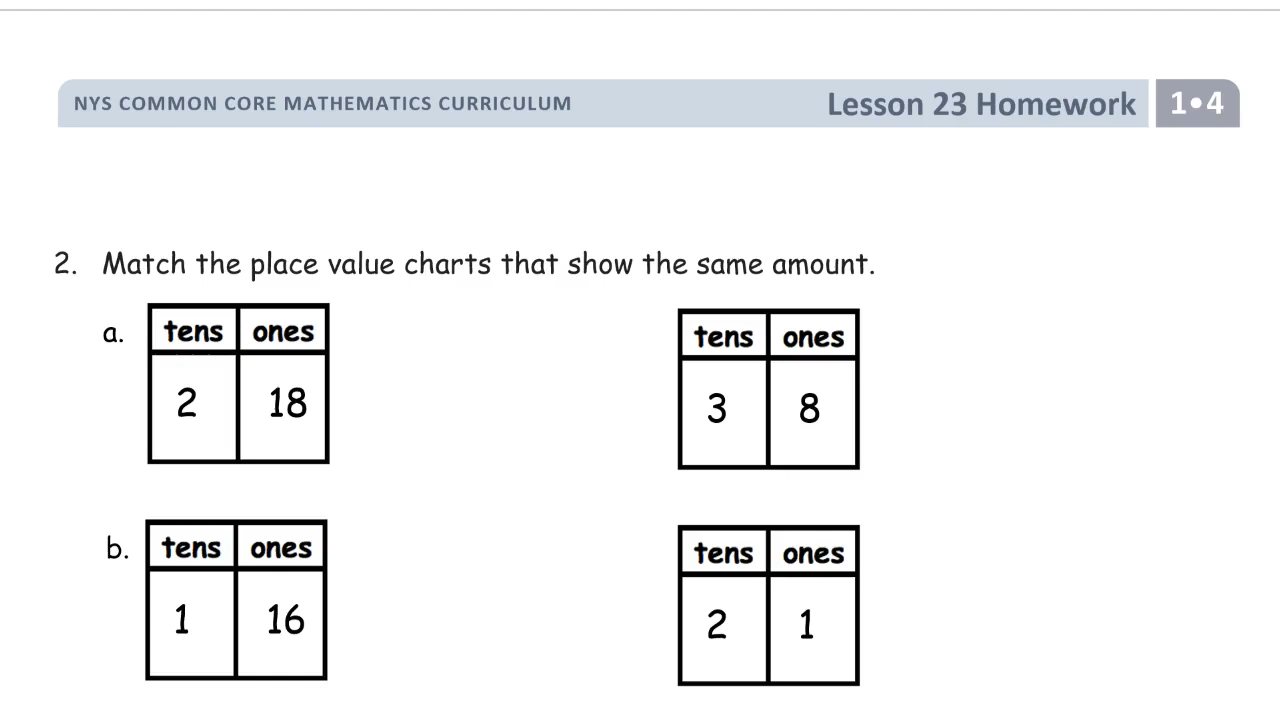 NYS COMMON CORE MATHEMATICS CURRICULUM Lesson 23 Homework 1•4
2. Match the place value charts that show the same amount.
a. tens ones tens ones
2 18 3 8
b. tens ones tens ones
1 16 2 1